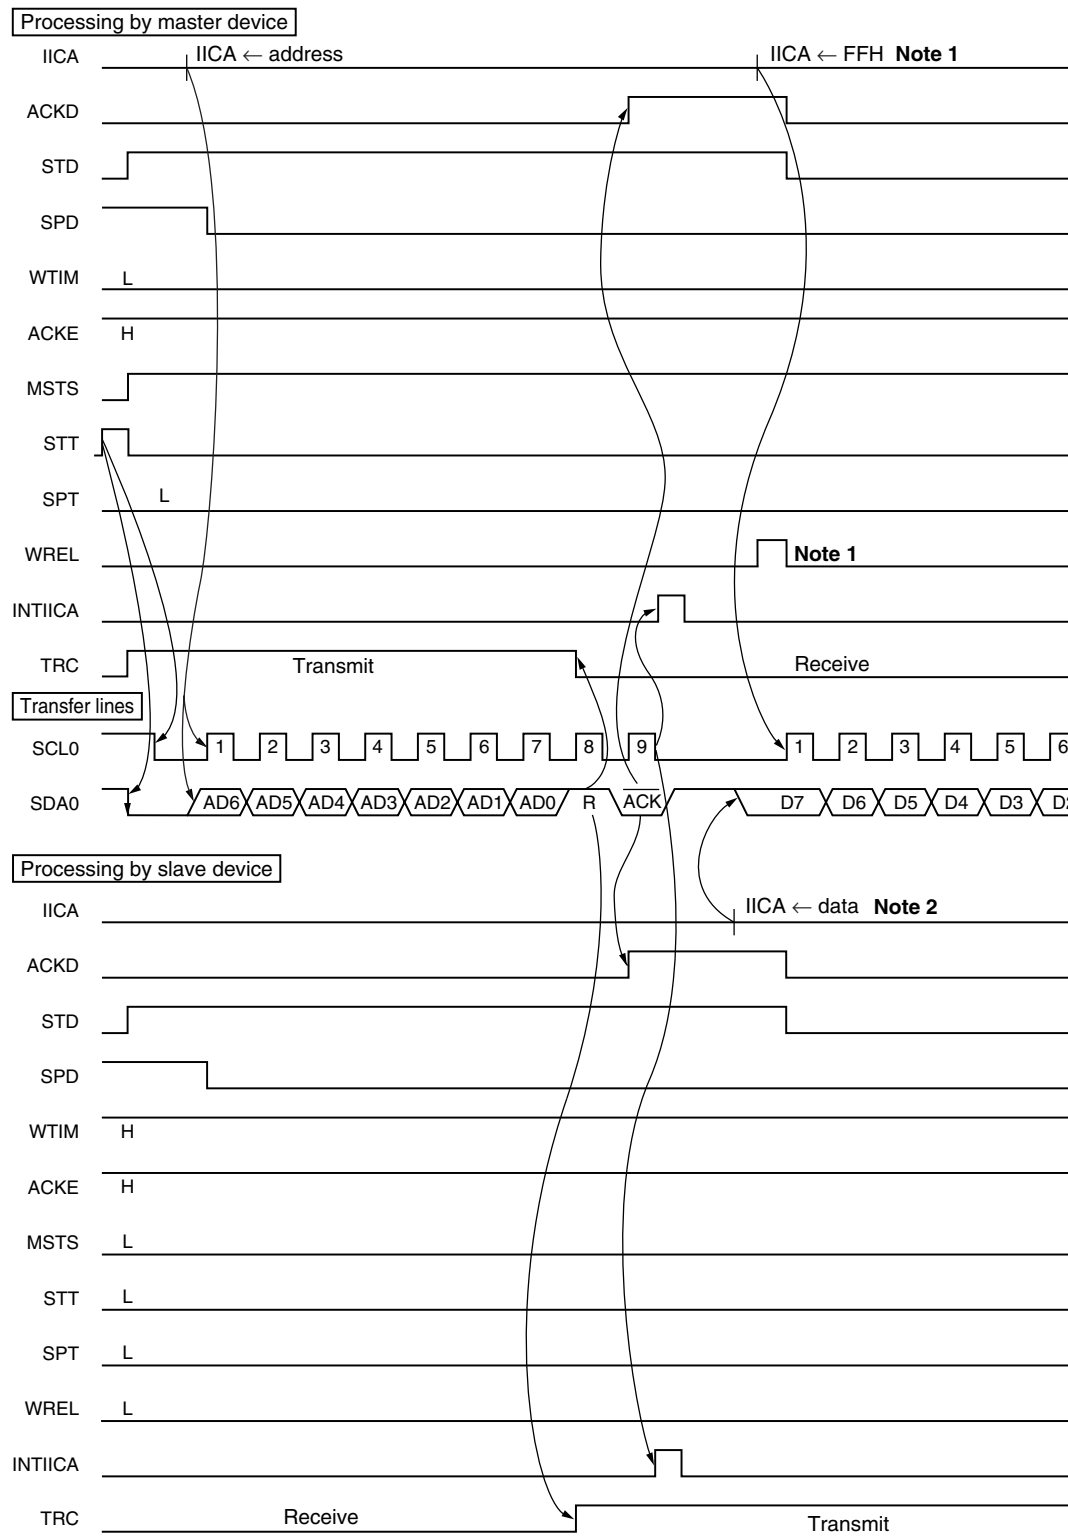 Processing by master device
IICA IICA ← address IICA ← FFH Note 1
ACKD
STD
SPD
WTIM L
ACKE H
MSTS
STT
SPT L
WREL Note 1
INTIICA
TRC Transmit Receive
Transfer lines
SCL0 1 2 3 4 5 6 7 8 9 1 2 3 4 5 6
SDA0 AD6 AD5 AD4 AD3 AD2 AD1 AD0 R ACK D7 D6 D5 D4 D3 D2
Processing by slave device
IICA IICA ← data Note 2
ACKD
STD
SPD
WTIM H
ACKE H
MSTS L
STT L
SPT L
WREL L
INTIICA
TRC Receive Transmit